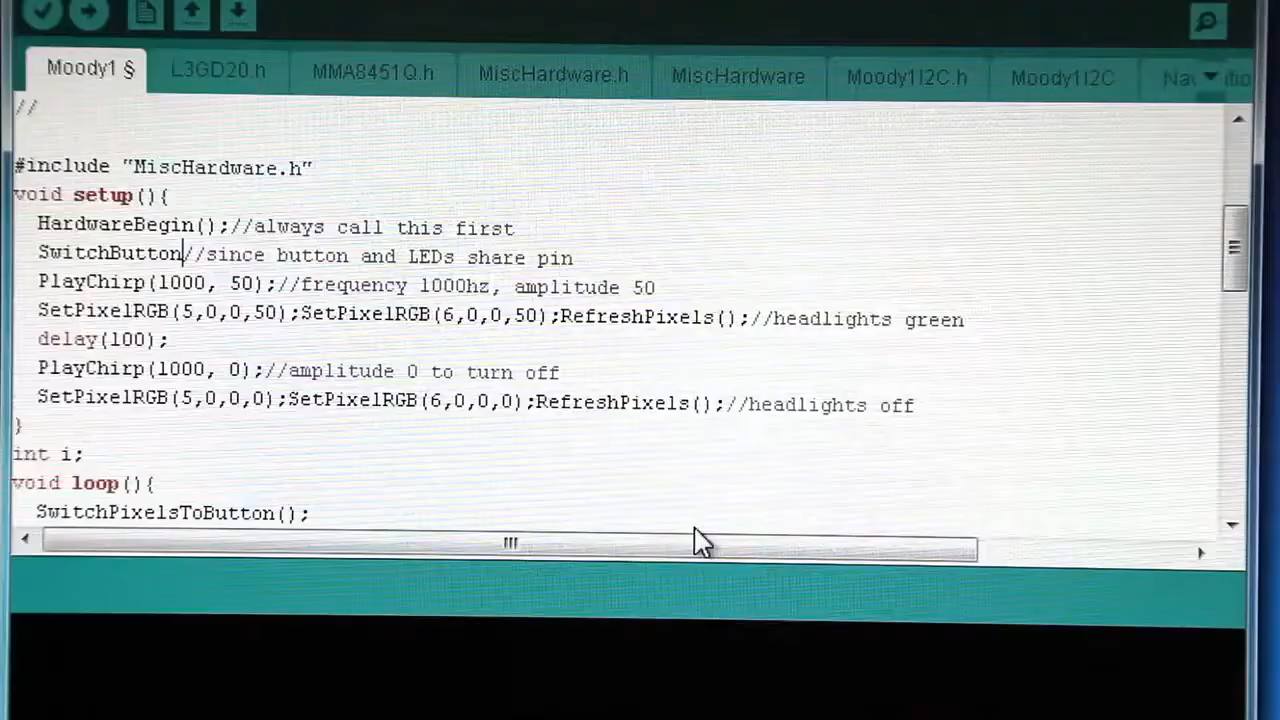 Moody1 § L3GD20.h MMA8451Q.h MiscHardware.h MiscHardware Moody1I2C.h Moody1I2C
//
#include "MiscHardware.h"
void setup(){
HardwareBegin();//always call this first
SwitchButton//since button and LEDs share pin
PlayChirp(1000, 50);//frequency 1000hz, amplitude 50
SetPixelRGB(5,0,0,50);SetPixelRGB(6,0,0,50);RefreshPixels();//headlights green
delay(100);
PlayChirp(1000, 0);//amplitude 0 to turn off
SetPixelRGB(5,0,0,0);SetPixelRGB(6,0,0,0);RefreshPixels();//headlights off
}
int i;
void loop(){
SwitchPixelsToButton();